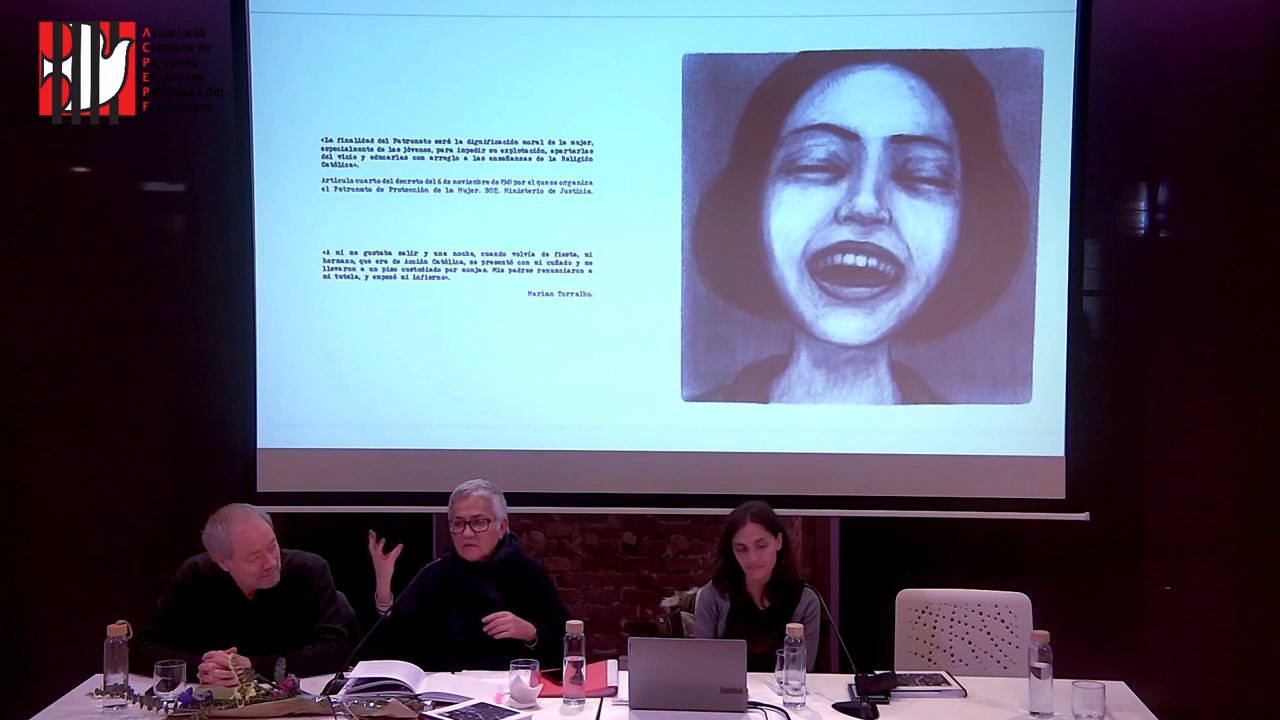 Associació
Catalana de
Persones
Ex-preses
Polítiques del
Franquisme
«La finalidad del Patronato será la dignificación moral de la mujer,
especialmente de las jóvenes, para impedir su explotación, apartarlas
del vicio y educarlas con arreglo a las enseñanzas de la Religión
Católica».
Artículo cuarto del decreto del 6 de noviembre de 1941 por el que se organiza
el Patronato de Protección de la Mujer. BOE. Ministerio de Justicia.
«A mí me gustaba salir y una noche, cuando volvía de fiesta, mi
hermano, que era de Acción Católica, se presentó con mi cuñado y me
llevaron a un piso custodiado por monjas. Mis padres renunciaron a
mi tutela, y empezó mi infierno».
Marian Torralbo.
ThinkBook